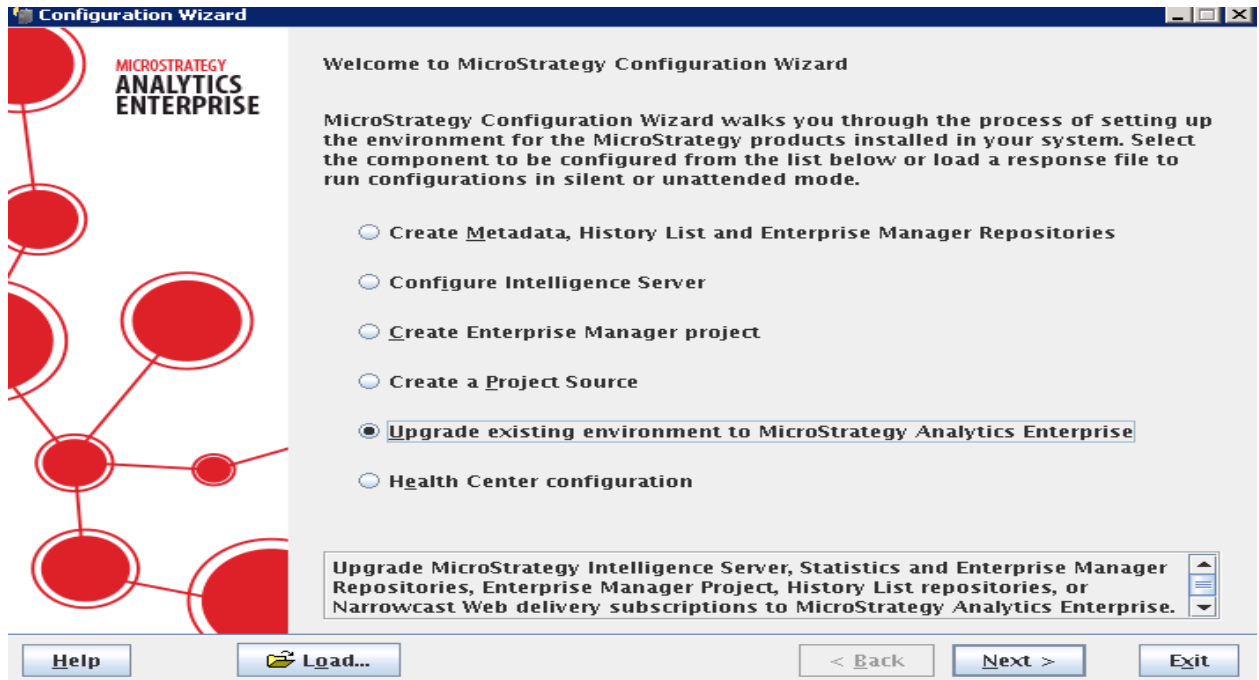 Configuration Wizard
MICROSTRATEGY
ANALYTICS
ENTERPRISE
Welcome to MicroStrategy Configuration Wizard
MicroStrategy Configuration Wizard walks you through the process of setting up
the environment for the MicroStrategy products installed in your system. Select
the component to be configured from the list below or load a response file to
run configurations in silent or unattended mode.
Create Metadata, History List and Enterprise Manager Repositories
Configure Intelligence Server
Create Enterprise Manager project
Create a Project Source
Upgrade existing environment to MicroStrategy Analytics Enterprise
Health Center configuration
Upgrade MicroStrategy Intelligence Server, Statistics and Enterprise Manager
Repositories, Enterprise Manager Project, History List repositories, or
Narrowcast Web delivery subscriptions to MicroStrategy Analytics Enterprise.
Help Load... < Back Next > Exit